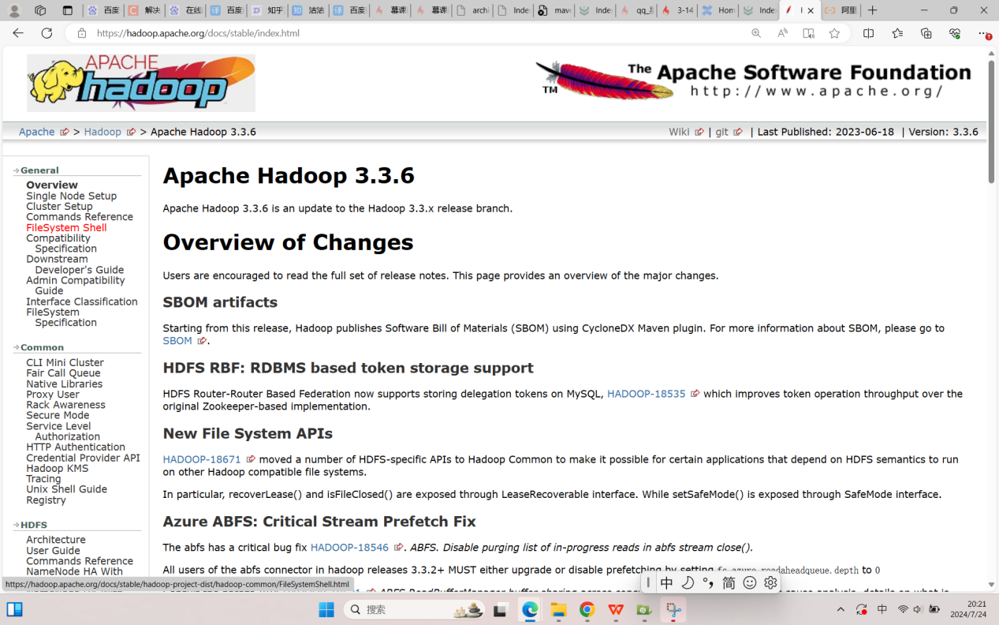 百度
解决
在线
百度
知乎
洁洁
百度
慕课
慕课
archi
Inde
mave
Inde
3-14
Hom
Inde
阿里
https://hadoop.apache.org/docs/stable/index.html
APACHE
hadoop
The Apache Software Foundation
TM
http://www.apache.org/
Apache > Hadoop > Apache Hadoop 3.3.6
Wiki | git | Last Published: 2023-06-18 | Version: 3.3.6
General
Overview
Single Node Setup
Cluster Setup
Commands Reference
FileSystem Shell
Compatibility
Specification
Downstream
Developer's Guide
Admin Compatibility
Guide
Interface Classification
FileSystem
Specification
Common
CLI Mini Cluster
Fair Call Queue
Native Libraries
Proxy User
Rack Awareness
Secure Mode
Service Level
Authorization
HTTP Authentication
Credential Provider API
Hadoop KMS
Tracing
Unix Shell Guide
Registry
HDFS
Architecture
User Guide
Commands Reference
NameNode HA With
Apache Hadoop 3.3.6
Apache Hadoop 3.3.6 is an update to the Hadoop 3.3.x release branch.
Overview of Changes
Users are encouraged to read the full set of release notes. This page provides an overview of the major changes.
SBOM artifacts
Starting from this release, Hadoop publishes Software Bill of Materials (SBOM) using CycloneDX Maven plugin. For more information about SBOM, please go to
SBOM .
HDFS RBF: RDBMS based token storage support
HDFS Router-Router Based Federation now supports storing delegation tokens on MySQL, HADOOP-18535 which improves token operation throughput over the
original Zookeeper-based implementation.
New File System APIs
HADOOP-18671 moved a number of HDFS-specific APIs to Hadoop Common to make it possible for certain applications that depend on HDFS semantics to run
on other Hadoop compatible file systems.
In particular, recoverLease() and isFileClosed() are exposed through LeaseRecoverable interface. While setSafeMode() is exposed through SafeMode interface.
Azure ABFS: Critical Stream Prefetch Fix
The abfs has a critical bug fix HADOOP-18546 . ABFS. Disable purging list of in-progress reads in abfs stream close().
All users of the abfs connector in hadoop releases 3.3.2+ MUST either upgrade or disable prefetching by setting fs.azure.readaheadqueue.depth to 0
https://hadoop.apache.org/docs/stable/hadoop-project-dist/hadoop-common/FileSystemShell.html
中 简
搜索
中
20:21
2024/7/24